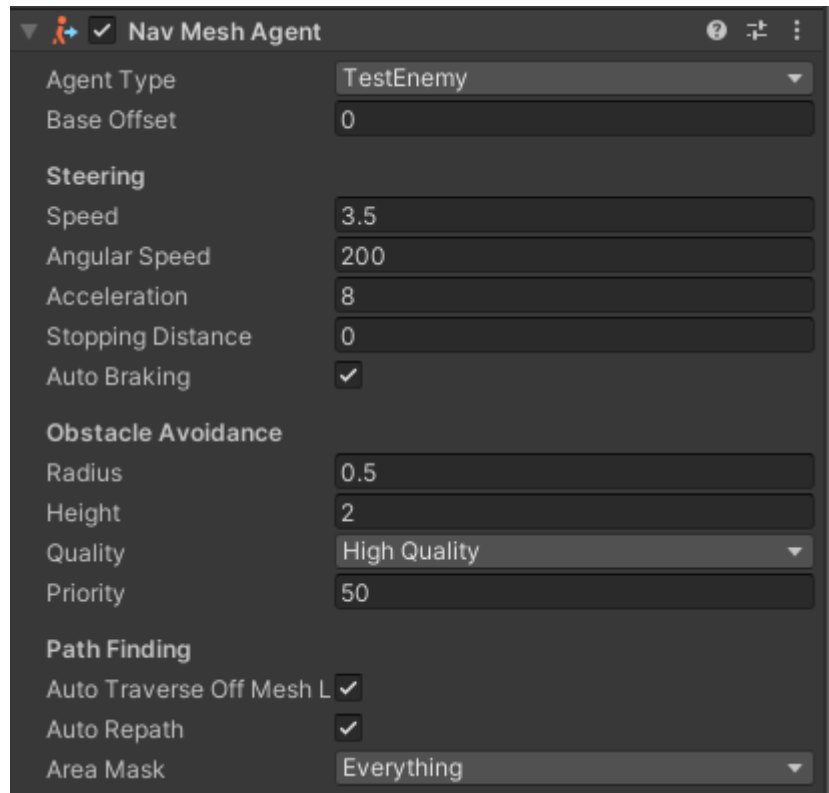 Nav Mesh Agent
Agent Type TestEnemy
Base Offset 0
Steering
Speed 3.5
Angular Speed 200
Acceleration 8
Stopping Distance 0
Auto Braking
Obstacle Avoidance
Radius 0.5
Height 2
Quality High Quality
Priority 50
Path Finding
Auto Traverse Off Mesh L
Auto Repath
Area Mask Everything